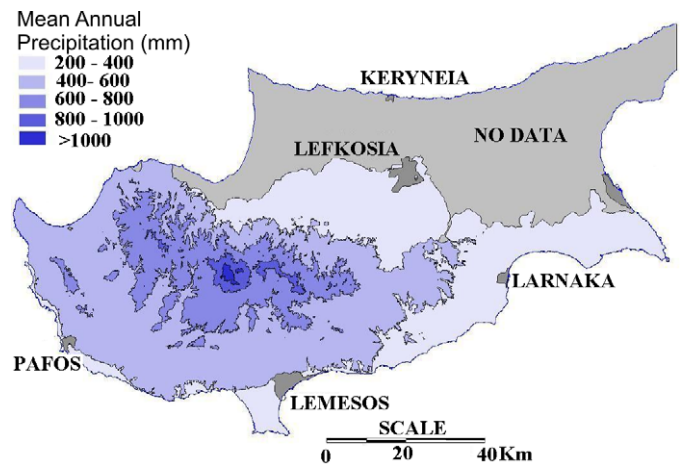 Mean Annual
Precipitation (mm)
200 - 400
400- 600
600 - 800
800 - 1000
>1000
KERYNEIA
LEFKOSIA
NO DATA
LARNAKA
PAFOS
LEMESOS
SCALE
0 20 40Km